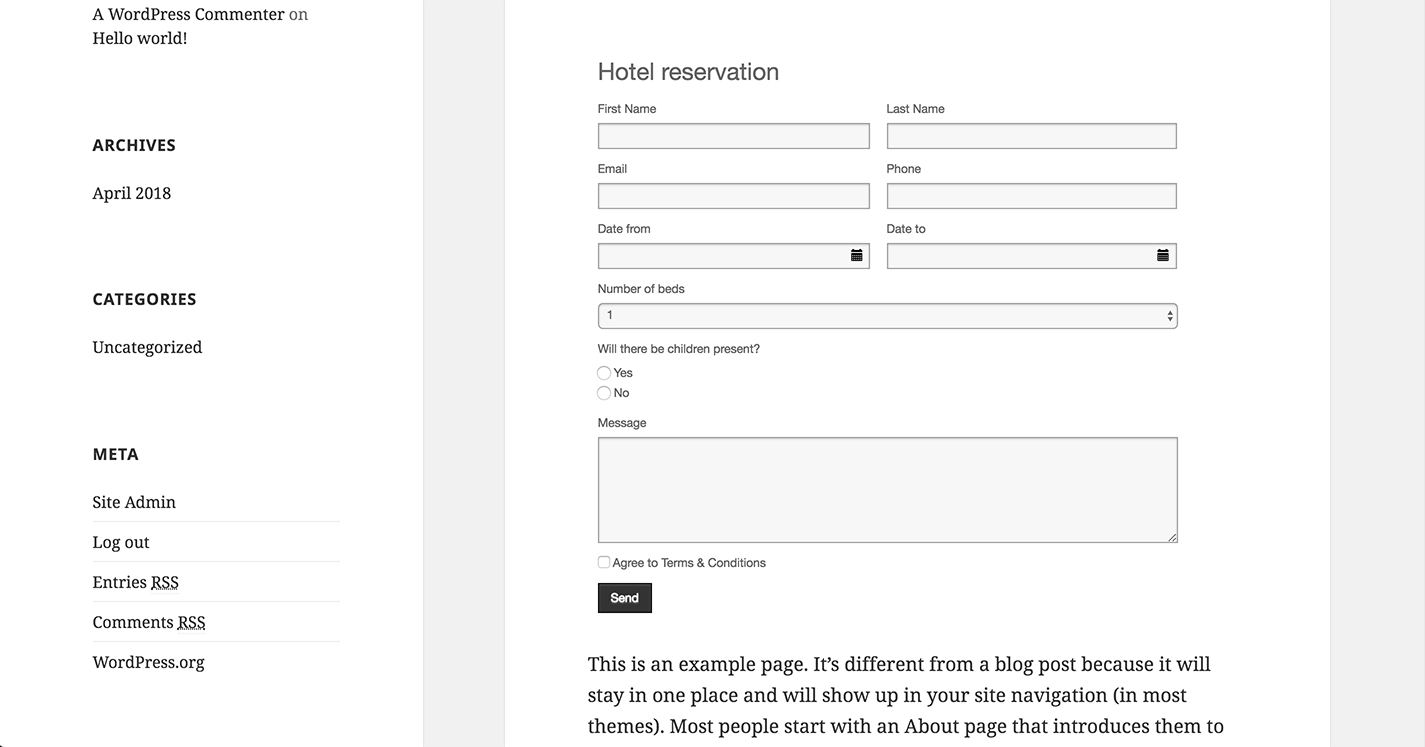 A WordPress Commenter on
Hello world!
ARCHIVES
April 2018
CATEGORIES
Uncategorized
META
Site Admin
Log out
Entries RSS
Comments RSS
WordPress.org
Hotel reservation
First Name
Last Name
Email
Phone
Date from
Date to
Number of beds
1
Will there be children present?
Yes
No
Message
Agree to Terms & Conditions
Send
This is an example page. It’s different from a blog post because it will
stay in one place and will show up in your site navigation (in most
themes). Most people start with an About page that introduces them to